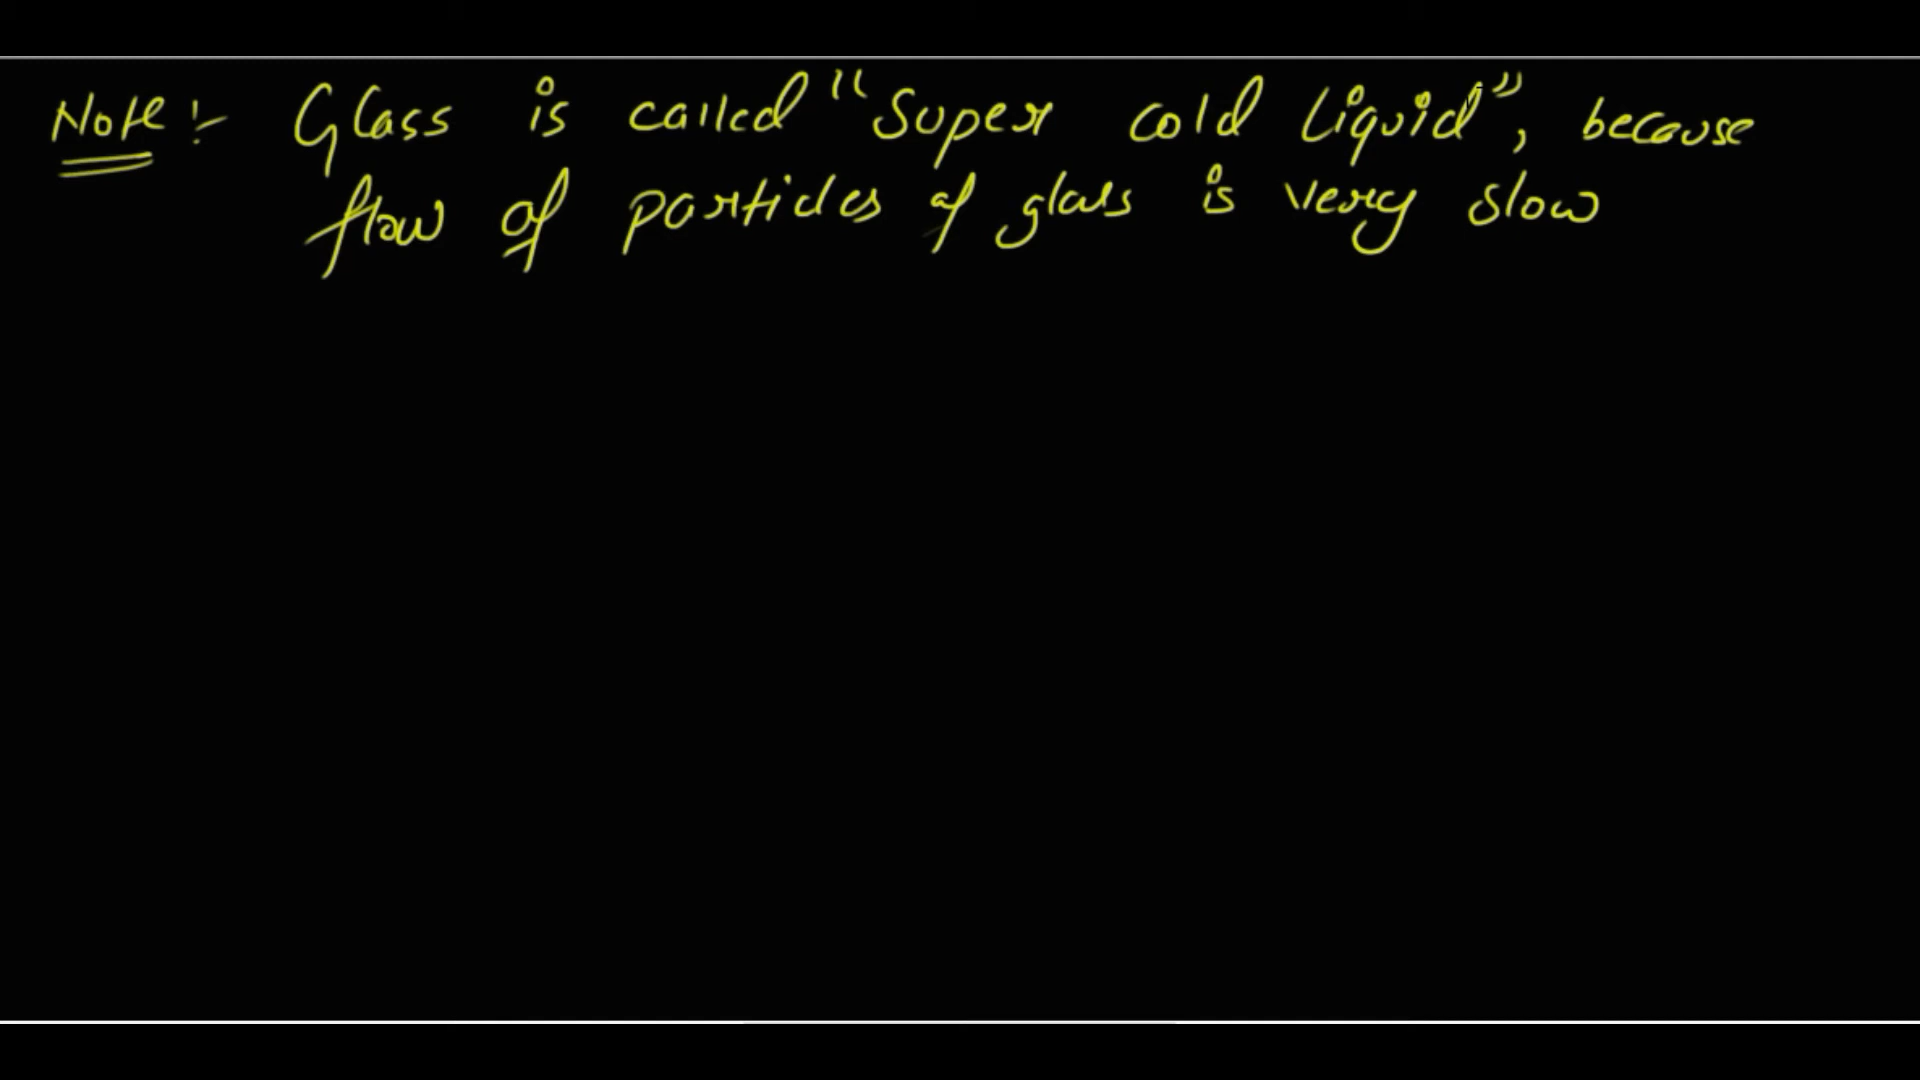 Note :- Glass is called "Super cold Liquid", because
flow of particles of glass is very slow